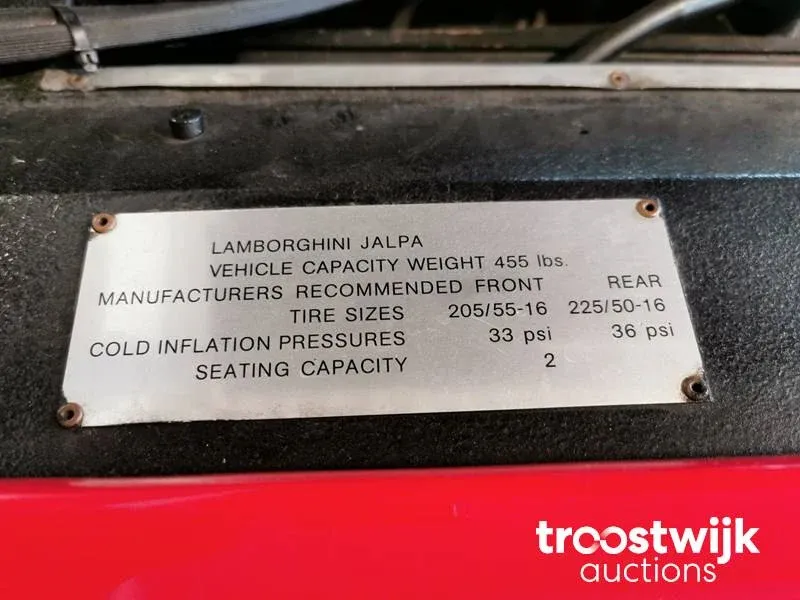 LAMBORGHINI JALPA
VEHICLE CAPACITY WEIGHT 455 lbs.
MANUFACTURERS RECOMMENDED FRONT REAR
TIRE SIZES 205/55-16 225/50-16
COLD INFLATION PRESSURES 33 psi 36 psi
SEATING CAPACITY 2
troostwijk
auctions